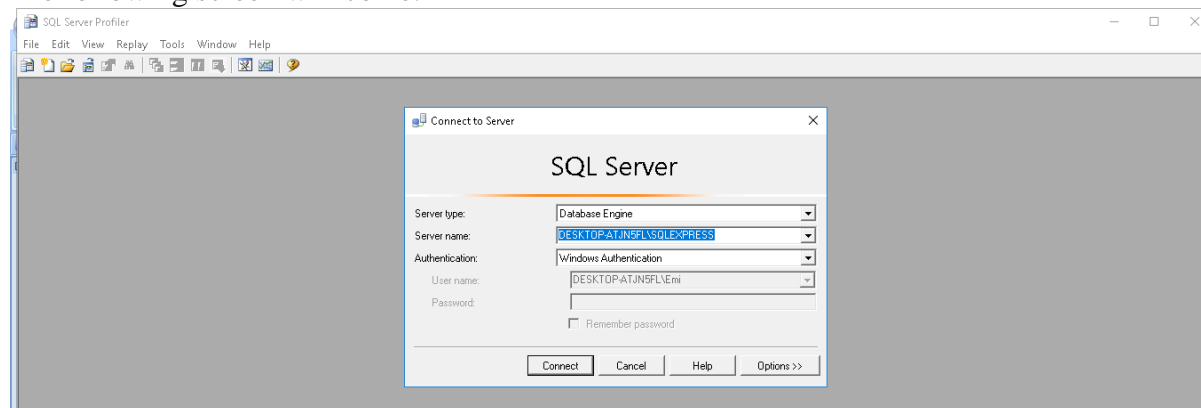 SQL Server Profiler
File Edit View Replay Tools Window Help
Connect to Server
SQL Server
Server type: Database Engine
Server name: DESKTOP-ATJN5FL\SQLEXPRESS
Authentication: Windows Authentication
User name: DESKTOP-ATJN5FL\Emi
Password:
Remember password
Connect Cancel Help Options >>